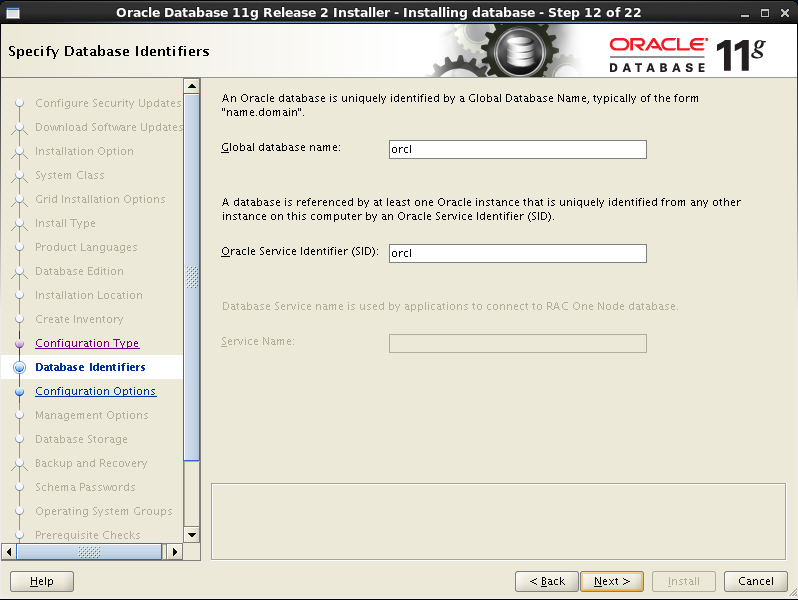 Oracle Database 11g Release 2 Installer - Installing database - Step 12 of 22
Specify Database Identifiers
ORACLE®
DATABASE
11g
Configure Security Updates
Download Software Updates
Installation Option
System Class
Grid Installation Options
Install Type
Product Languages
Database Edition
Installation Location
Create Inventory
Configuration Type
Database Identifiers
Configuration Options
Management Options
Database Storage
Backup and Recovery
Schema Passwords
Operating System Groups
Prerequisite Checks
An Oracle database is uniquely identified by a Global Database Name, typically of the form
"name.domain".
Global database name: orcl
A database is referenced by at least one Oracle instance that is uniquely identified from any other
instance on this computer by an Oracle Service Identifier (SID).
Oracle Service Identifier (SID): orcl
Database Service name is used by applications to connect to RAC One Node database.
Service Name:
Help < Back Next > Install Cancel